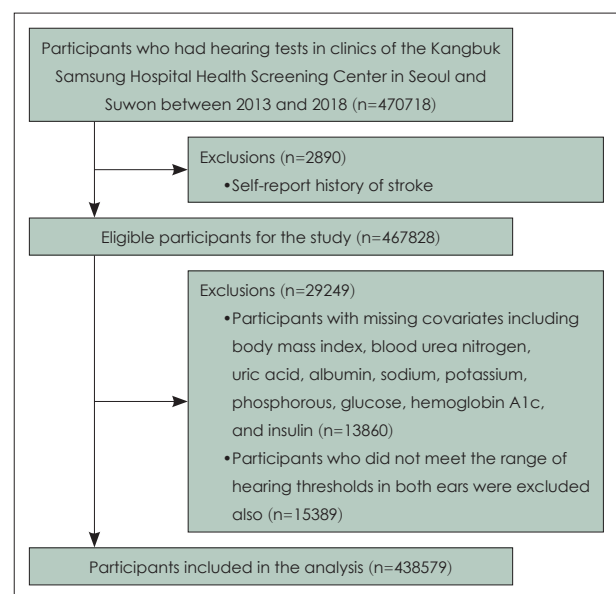 Participants who had hearing tests in clinics of the Kangbuk
Samsung Hospital Health Screening Center in Seoul and
Suwon between 2013 and 2018 (n=470718)
Exclusions (n=2890)
•Self-report history of stroke
Eligible participants for the study (n=467828)
Exclusions (n=29249)
•Participants with missing covariates including
body mass index, blood urea nitrogen,
uric acid, albumin, sodium, potassium,
phosphorous, glucose, hemoglobin A1c,
and insulin (n=13860)
•Participants who did not meet the range of
hearing thresholds in both ears were excluded
also (n=15389)
Participants included in the analysis (n=438579)